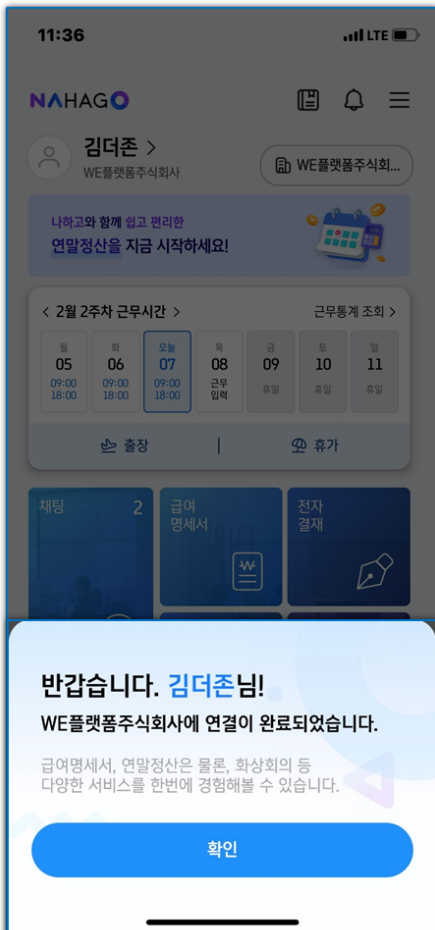 11:36
LTE
NAHAGO
김더존 >
WE플랫폼주식회사
WE플랫폼주식회...
나하고와 함께 쉽고 편리한
연말정산을 지금 시작하세요!
< 2월 2주차 근무시간 >
근무통계 조회 >
월 화 오늘 목 금 토 일
05 06 07 08 09 10 11
09:00 09:00 09:00 근무 휴일 휴일 휴일
18:00 18:00 18:00 입력
출장 | 휴가
채팅 2
급여
명세서
전자
결재
반갑습니다. 김더존님!
WE플랫폼주식회사에 연결이 완료되었습니다.
급여명세서, 연말정산은 물론, 화상회의 등
다양한 서비스를 한번에 경험해볼 수 있습니다.
확인